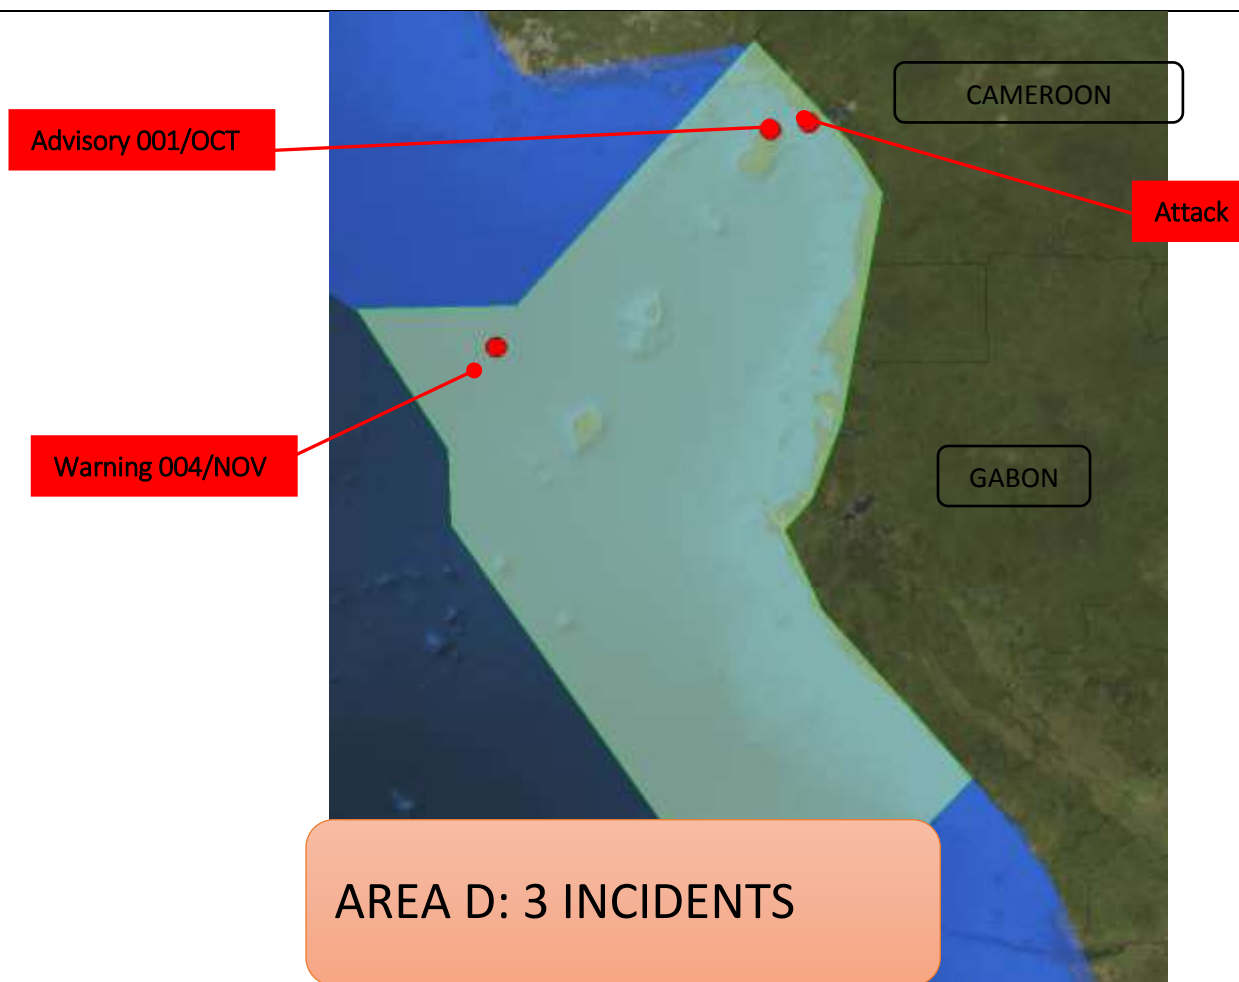 CAMEROON
Advisory 001/OCT
Attack
Warning 004/NOV
GABON
AREA D: 3 INCIDENTS